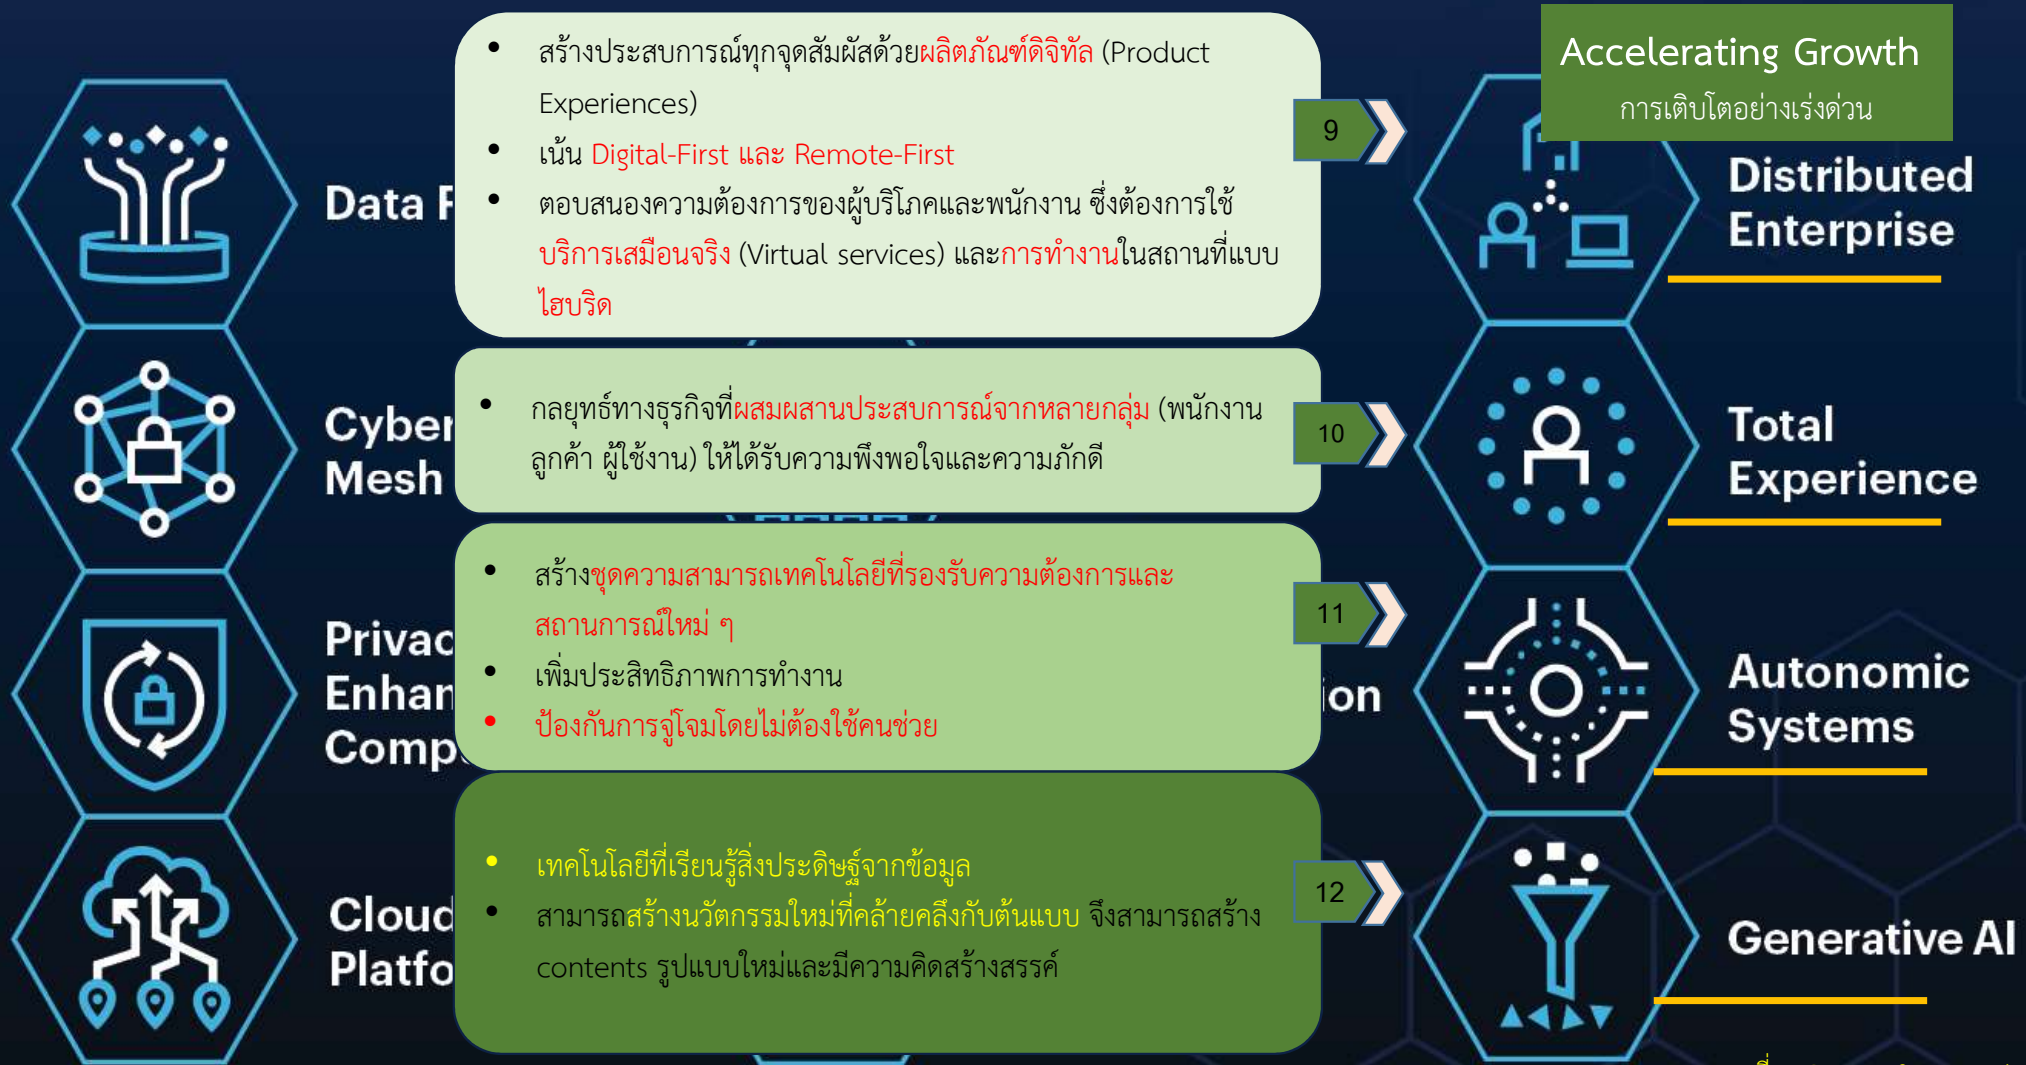 Accelerating Growth
การเติบโตอย่างเร่งด่วน
• สร้างประสบการณ์ทุกจุดสัมผัสด้วยผลิตภัณฑ์ดิจิทัล (Product
Experiences)
• เน้น Digital-First และ Remote-First
• ตอบสนองความต้องการของผู้บริโภคและพนักงาน ซึ่งต้องการใช้
บริการเสมือนจริง (Virtual services) และการทำงานในสถานที่แบบ
ไฮบริด
9
Distributed
Enterprise
Data F
• กลยุทธ์ทางธุรกิจที่ผสมผสานประสบการณ์จากหลายกลุ่ม (พนักงาน
ลูกค้า ผู้ใช้งาน) ให้ได้รับความพึงพอใจและความภักดี
10
Total
Experience
Cyber
Mesh
• สร้างชุดความสามารถเทคโนโลยีที่รองรับความต้องการและ
สถานการณ์ใหม่ ๆ
• เพิ่มประสิทธิภาพการทำงาน
• ป้องกันการจู่โจมโดยไม่ต้องใช้คนช่วย
11
Autonomic
Systems
Privac
Enhan
Comp
ion
• เทคโนโลยีที่เรียนรู้สิ่งประดิษฐ์จากข้อมูล
• สามารถสร้างนวัตกรรมใหม่ที่คล้ายคลึงกับต้นแบบ จึงสามารถสร้าง
contents รูปแบบใหม่และมีความคิดสร้างสรรค์
12
Generative AI
Cloud
Platfo